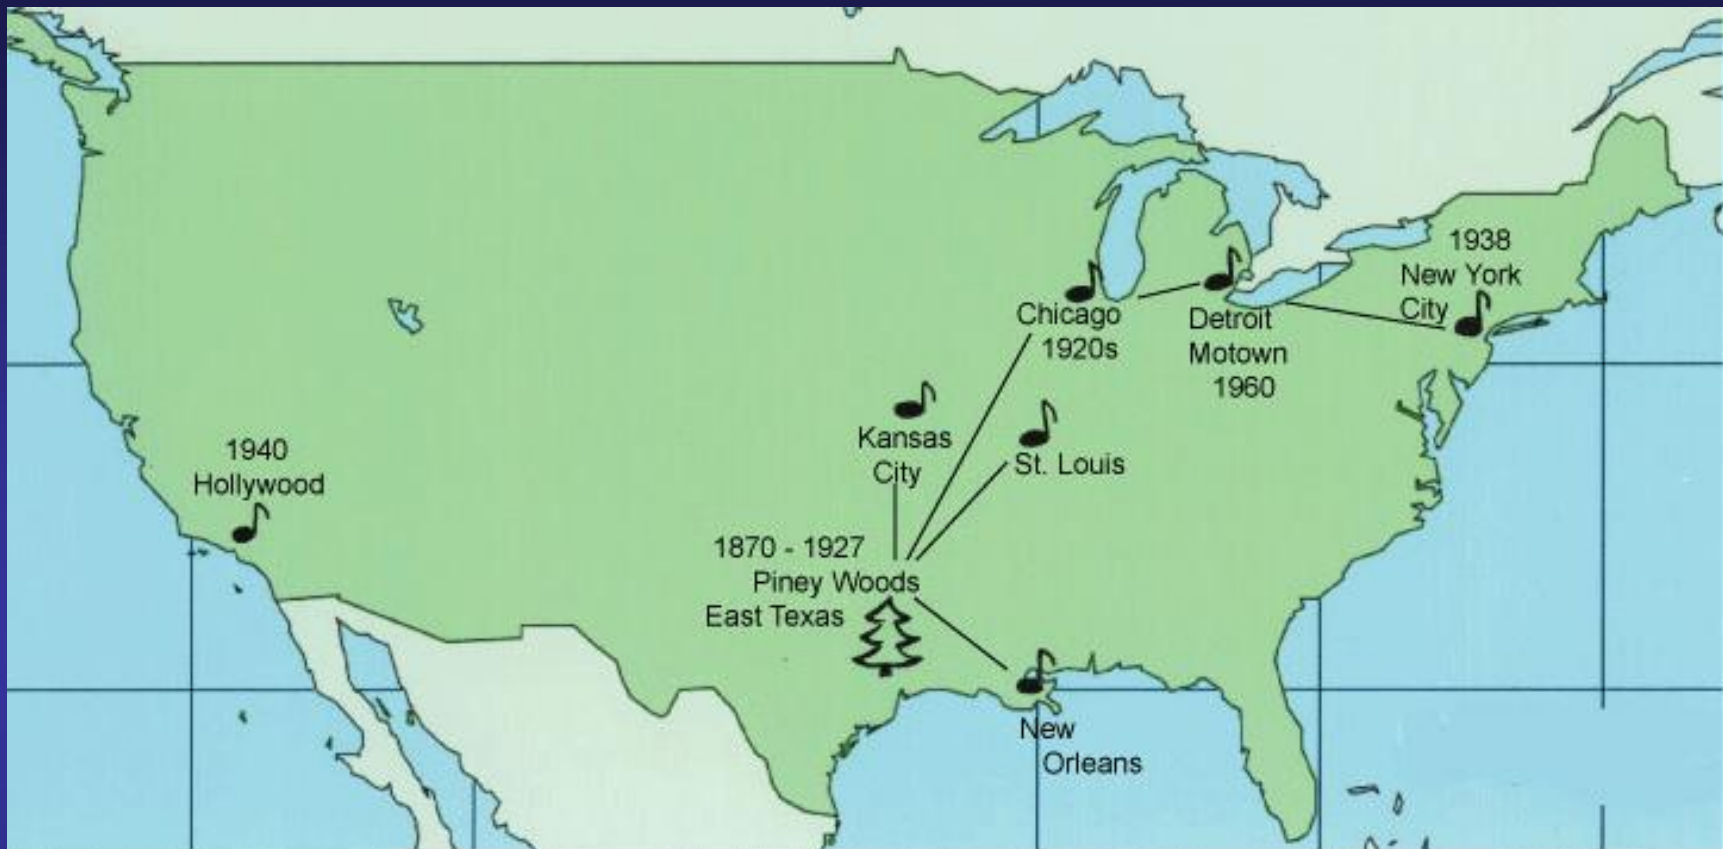 1938
New York
City
Chicago
1920s
Detroit
Motown
1960
Kansas
City
St. Louis
1940
Hollywood
1870 - 1927
Piney Woods
East Texas
New
Orleans